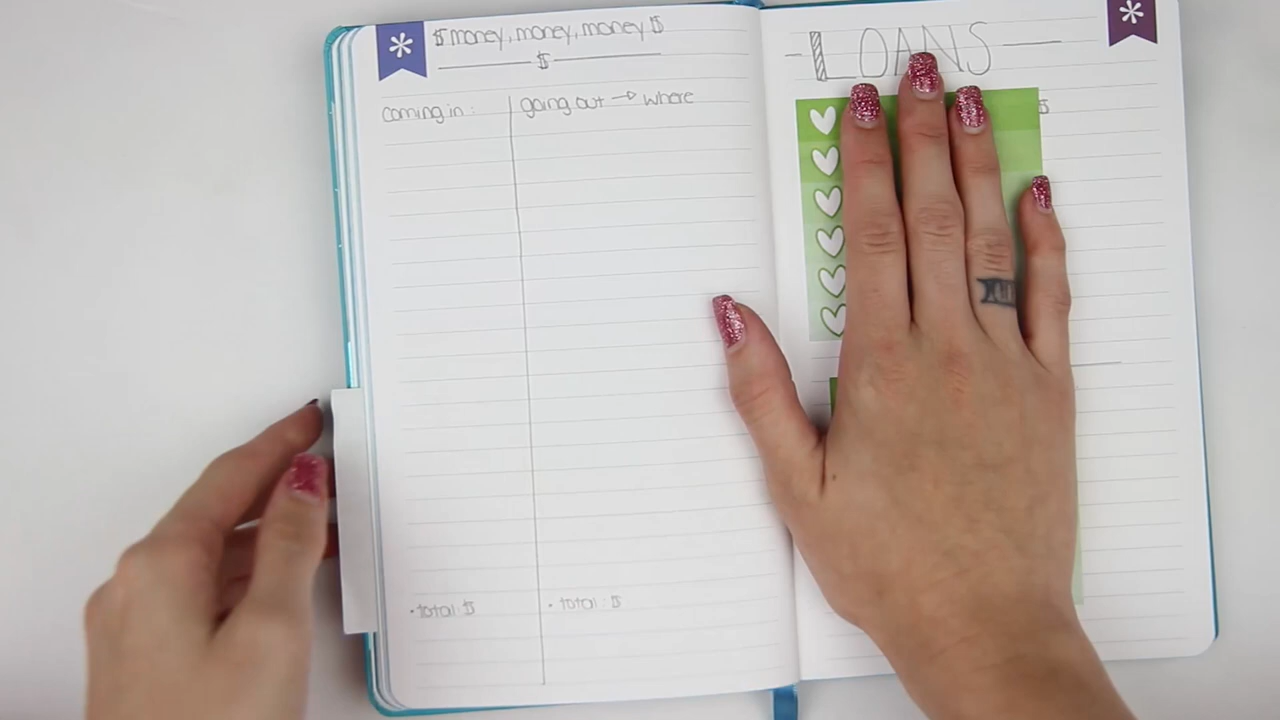 $ money, money, money $
$
coming in :
going out → where
• total: $
• total: $
LOANS
$